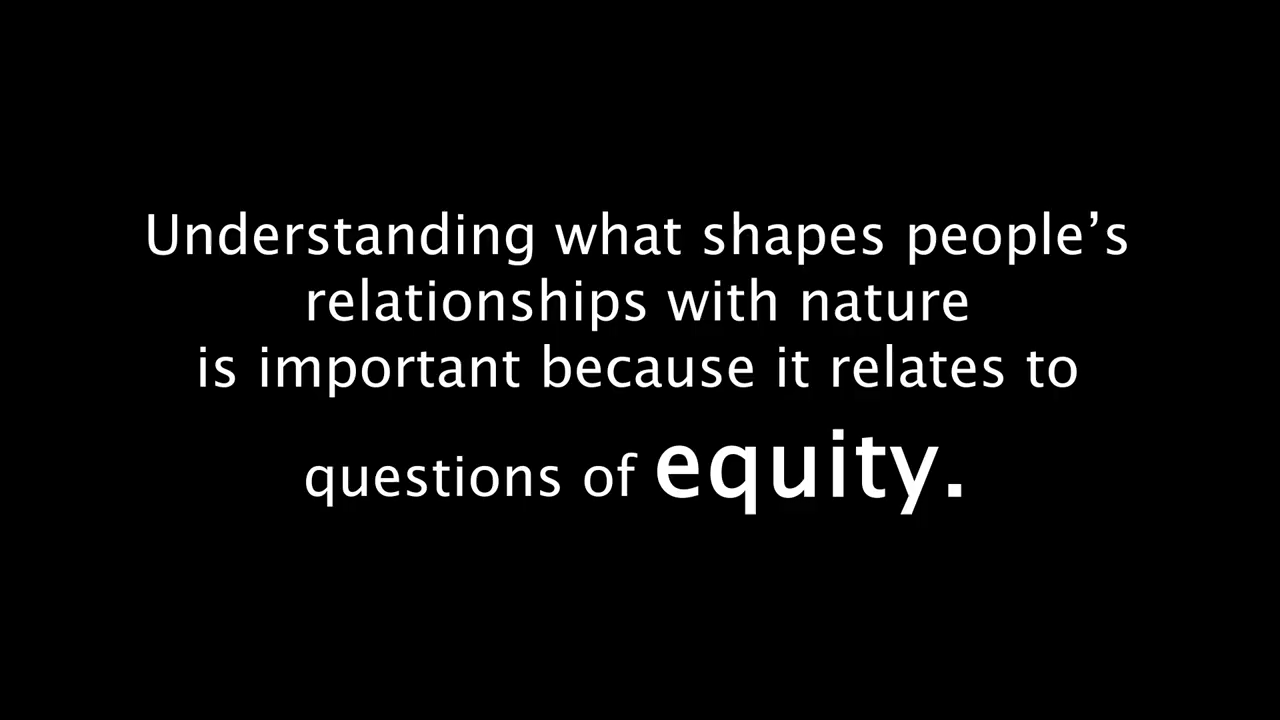 Understanding what shapes people’s
relationships with nature
is important because it relates to
questions of equity.